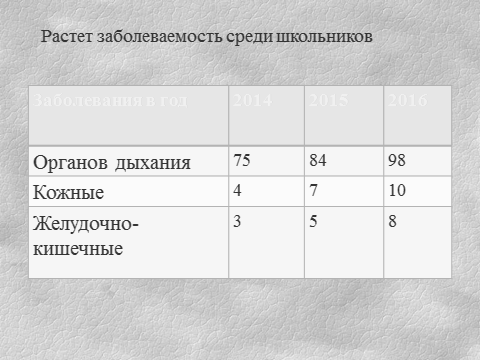 Растет заболеваемость среди школьников
Заболевания в год 2014 2015 2016
Органов дыхания 75 84 98
Кожные 4 7 10
Желудочно- 3 5 8
кишечные